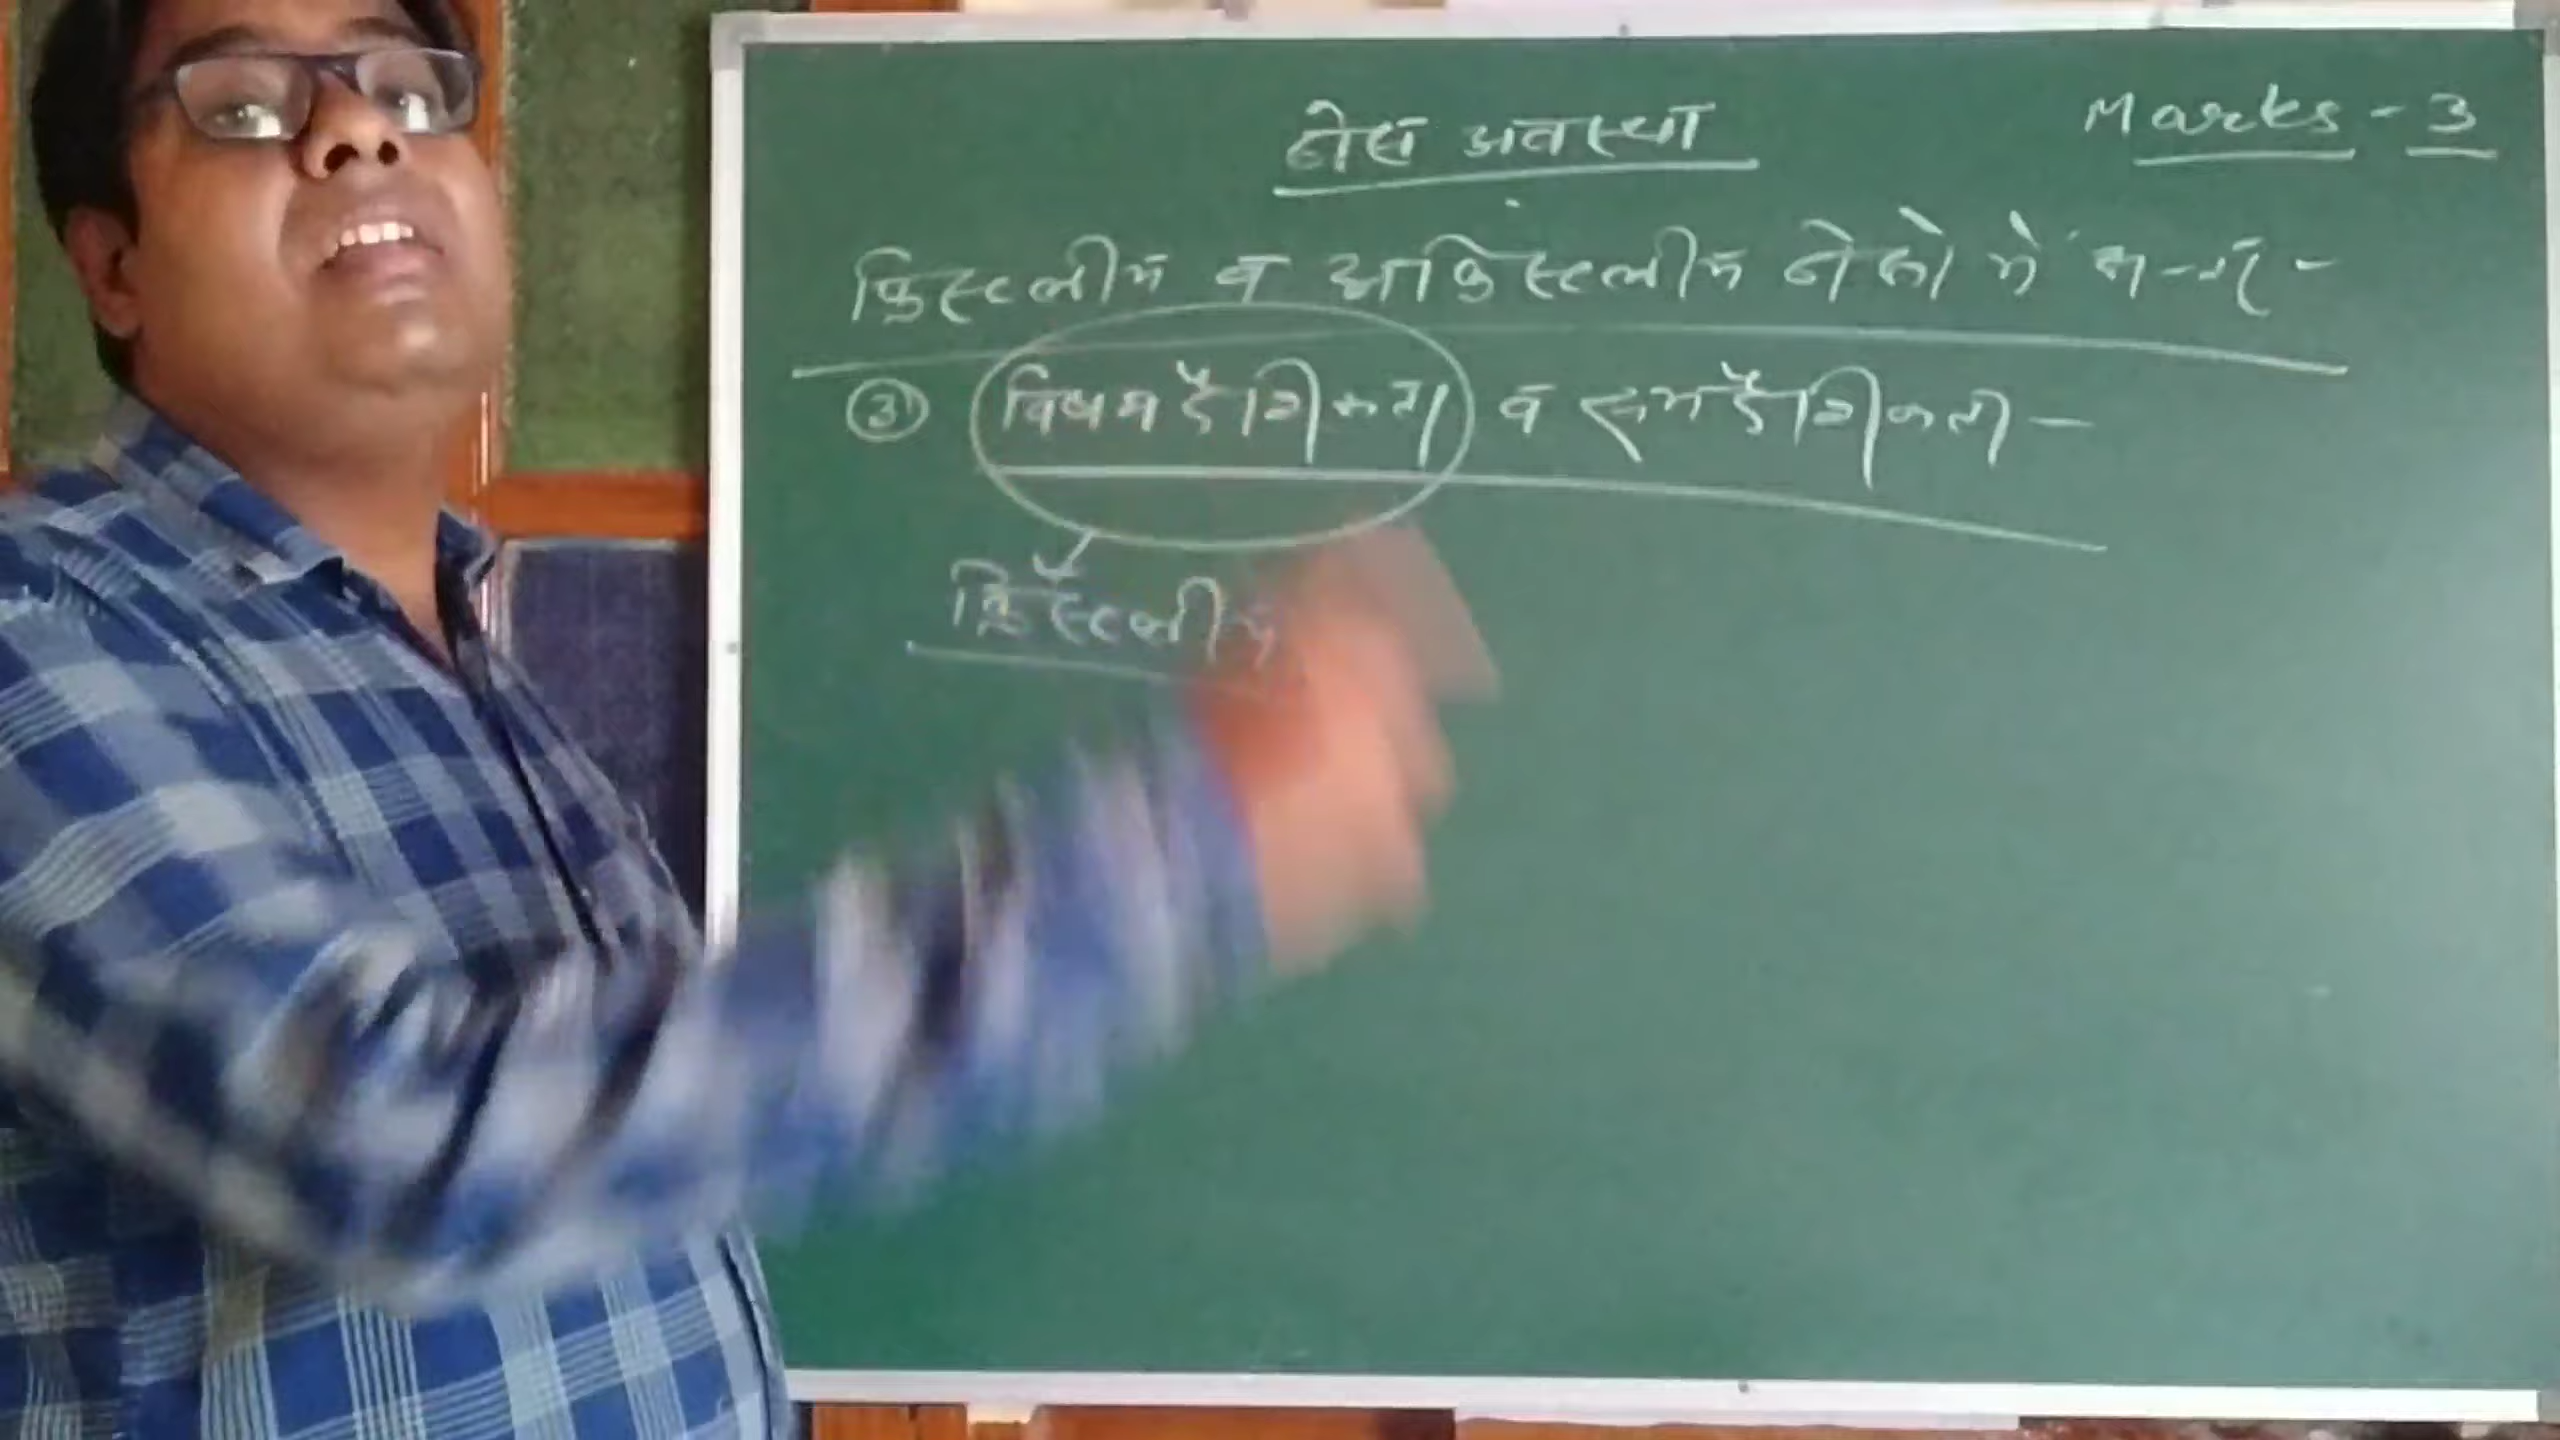 ठोस अवस्था
Marks - 3
क्रिस्टलीय व अक्रिस्टलीय ठोसों में अन्तर -
③ विषमदैशिकता व समदैशिकता -
क्रिस्टलीय